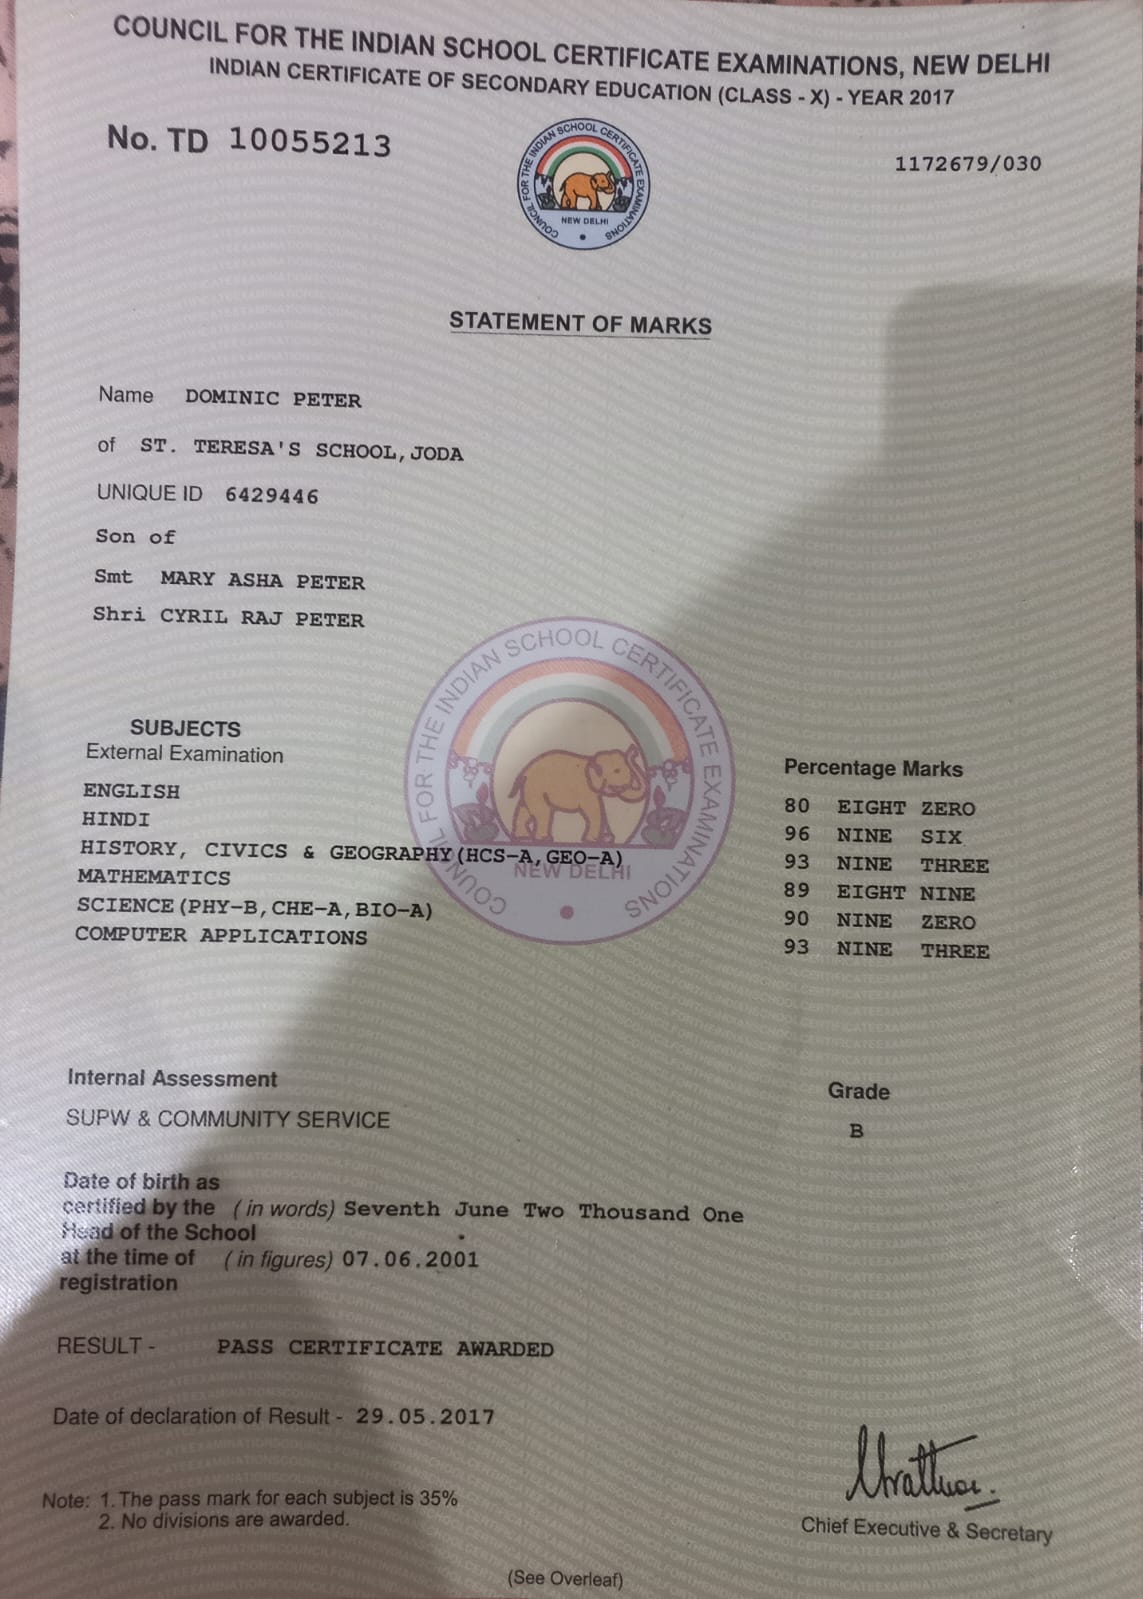 COUNCIL FOR THE INDIAN SCHOOL CERTIFICATE EXAMINATIONS, NEW DELHI
INDIAN CERTIFICATE OF SECONDARY EDUCATION (CLASS - X) - YEAR 2017
No. TD 10055213
1172679/030
COUNCIL FOR THE INDIAN SCHOOL CERTIFICATE EXAMINATIONS
NEW DELHI
STATEMENT OF MARKS
Name DOMINIC PETER
of ST. TERESA'S SCHOOL,JODA
UNIQUE ID 6429446
Son of
Smt MARY ASHA PETER
Shri CYRIL RAJ PETER
COUNCIL FOR THE INDIAN SCHOOL CERTIFICATE EXAMINATIONS
NEW DELHI
SUBJECTS
External Examination
Percentage Marks
ENGLISH 80 EIGHT ZERO
HINDI 96 NINE SIX
HISTORY, CIVICS & GEOGRAPHY(HCS-A,GEO-A) 93 NINE THREE
MATHEMATICS 89 EIGHT NINE
SCIENCE(PHY-B,CHE-A,BIO-A) 90 NINE ZERO
COMPUTER APPLICATIONS 93 NINE THREE
Internal Assessment Grade
SUPW & COMMUNITY SERVICE B
Date of birth as
certified by the (in words) Seventh June Two Thousand One
Head of the School
at the time of (in figures) 07.06.2001
registration
RESULT - PASS CERTIFICATE AWARDED
Date of declaration of Result - 29.05.2017
Note: 1. The pass mark for each subject is 35%
2. No divisions are awarded.
Chief Executive & Secretary
(See Overleaf)